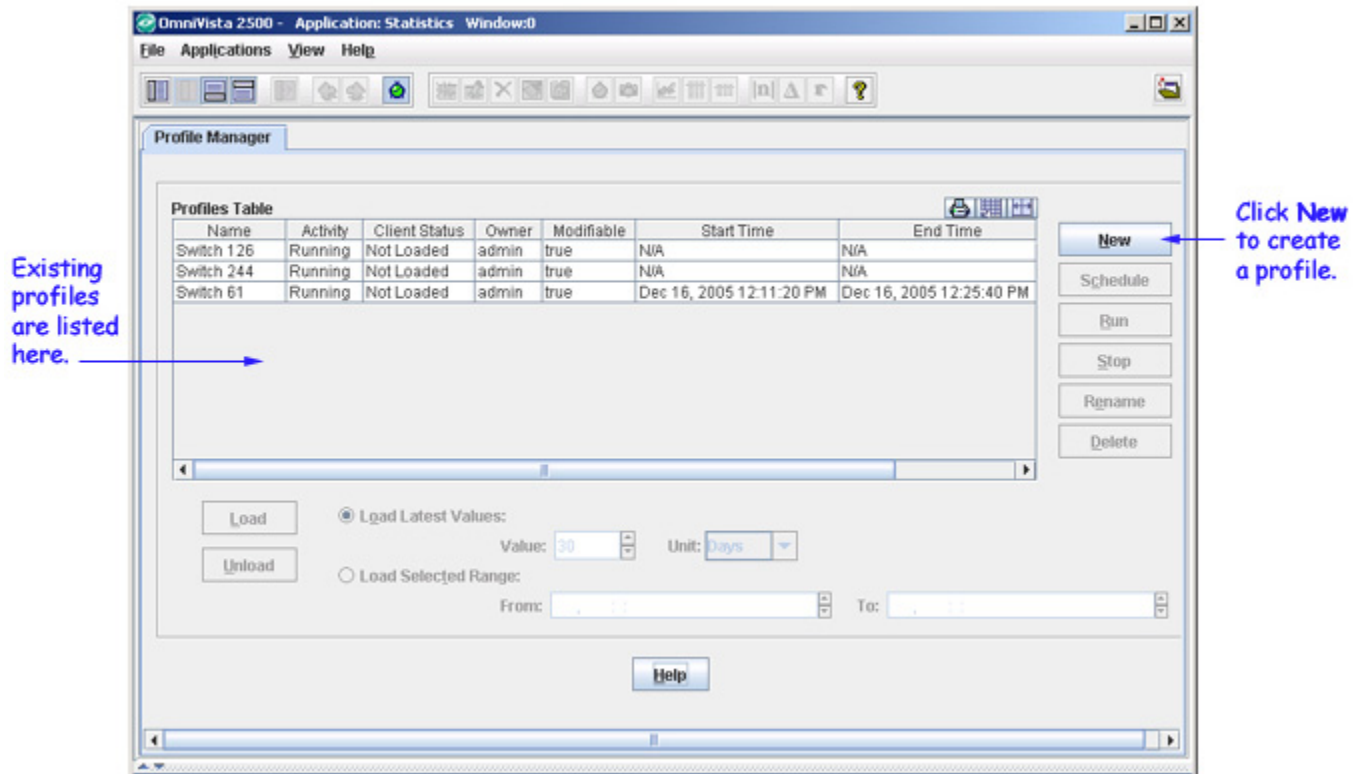 OmniVista 2500 - Application: Statistics Window:0
File Applications View Help
Profile Manager
Profiles Table
Name Activity Client Status Owner Modifiable Start Time End Time
Switch 126 Running Not Loaded admin true N/A N/A
Switch 244 Running Not Loaded admin true N/A N/A
Switch 61 Running Not Loaded admin true Dec 16, 2005 12:11:20 PM Dec 16, 2005 12:25:40 PM
New
Schedule
Run
Stop
Rename
Delete
Existing
profiles
are listed
here.
Click New
to create
a profile.
Load
Load Latest Values:
Value: 30 Unit: Days
Unload
Load Selected Range:
From: , : : To: , : :
Help